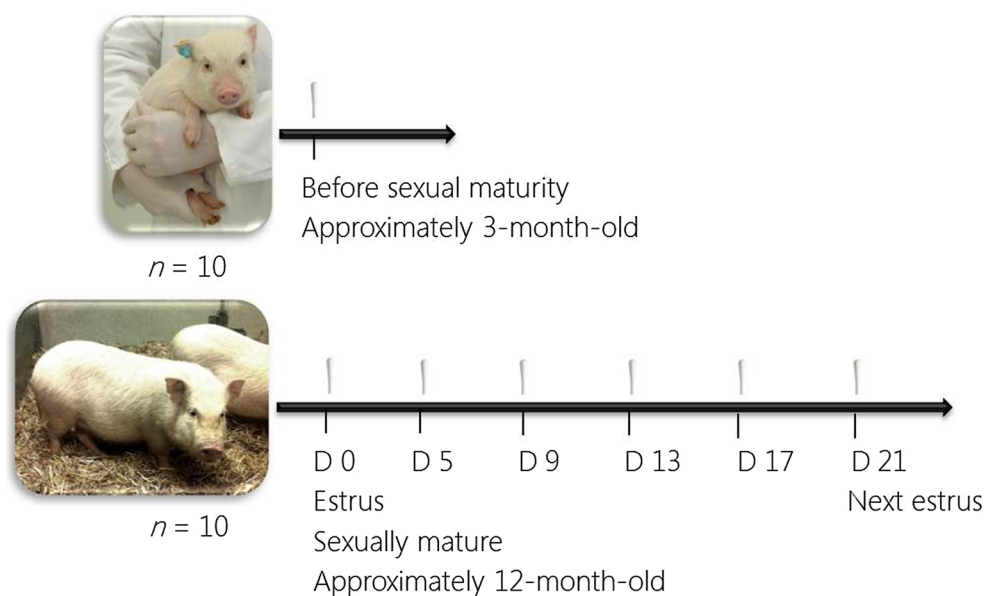 Before sexual maturity
Approximately 3-month-old
n = 10
D 0 D 5 D 9 D 13 D 17 D 21
Estrus Next estrus
Sexually mature
n = 10
Approximately 12-month-old